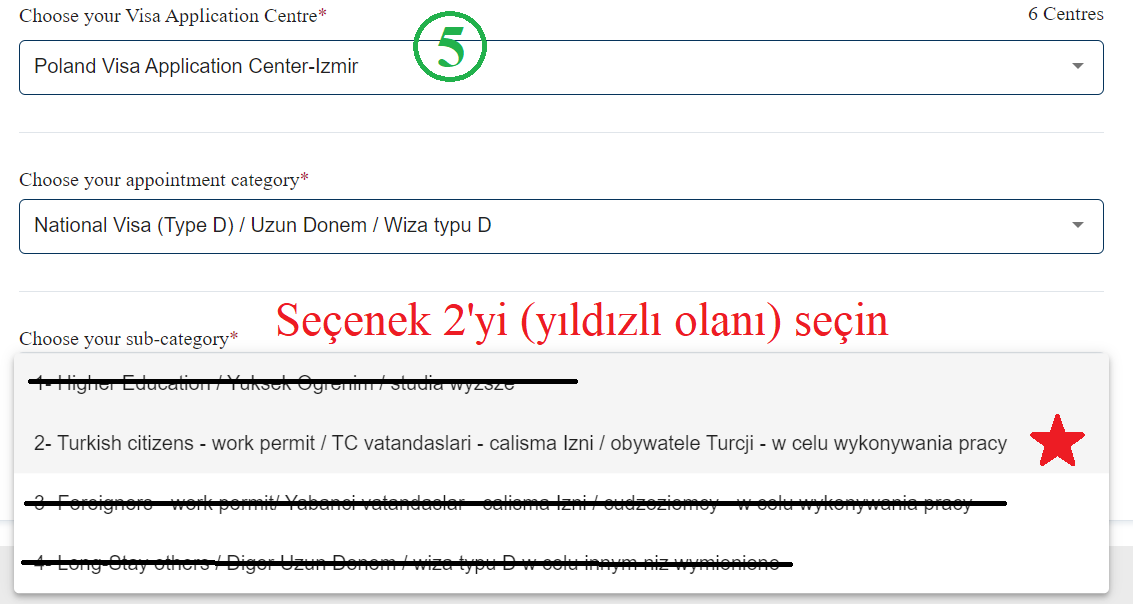 Choose your Visa Application Centre*
6 Centres
5
Poland Visa Application Center-Izmir
Choose your appointment category*
National Visa (Type D) / Uzun Donem / Wiza typu D
Seçenek 2'yi (yıldızlı olanı) seçin
Choose your sub-category*
1- Higher Education / Yuksek Ogrenim / studia wyzsze
2- Turkish citizens - work permit / TC vatandaslari - calisma Izni / obywatele Turcji - w celu wykonywania pracy
3- Foreigners - work permit/ Yabanci vatandaslar - calisma Izni / cudzoziemcy - w celu wykonywania pracy
4- Long-Stay others / Diger Uzun Donem / wiza typu D w celu innym niz wymienione